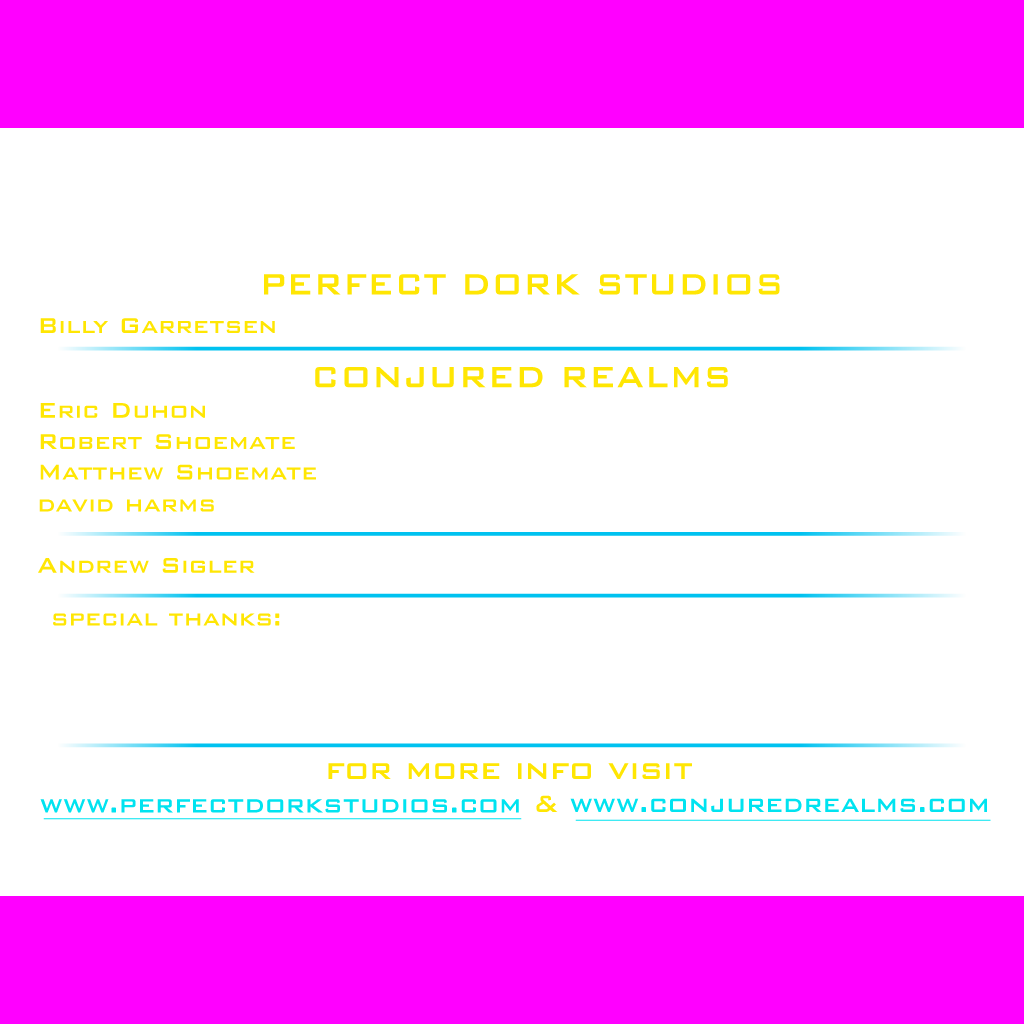 PERFECT DORK STUDIOS
Billy Garretsen
CONJURED REALMS
Eric Duhon
Robert Shoemate
Matthew Shoemate
DAVID HARMS
Andrew Sigler
SPECIAL THANKS:
FOR MORE INFO VISIT
WWW.PERFECTDORKSTUDIOS.COM & WWW.CONJUREDREALMS.COM